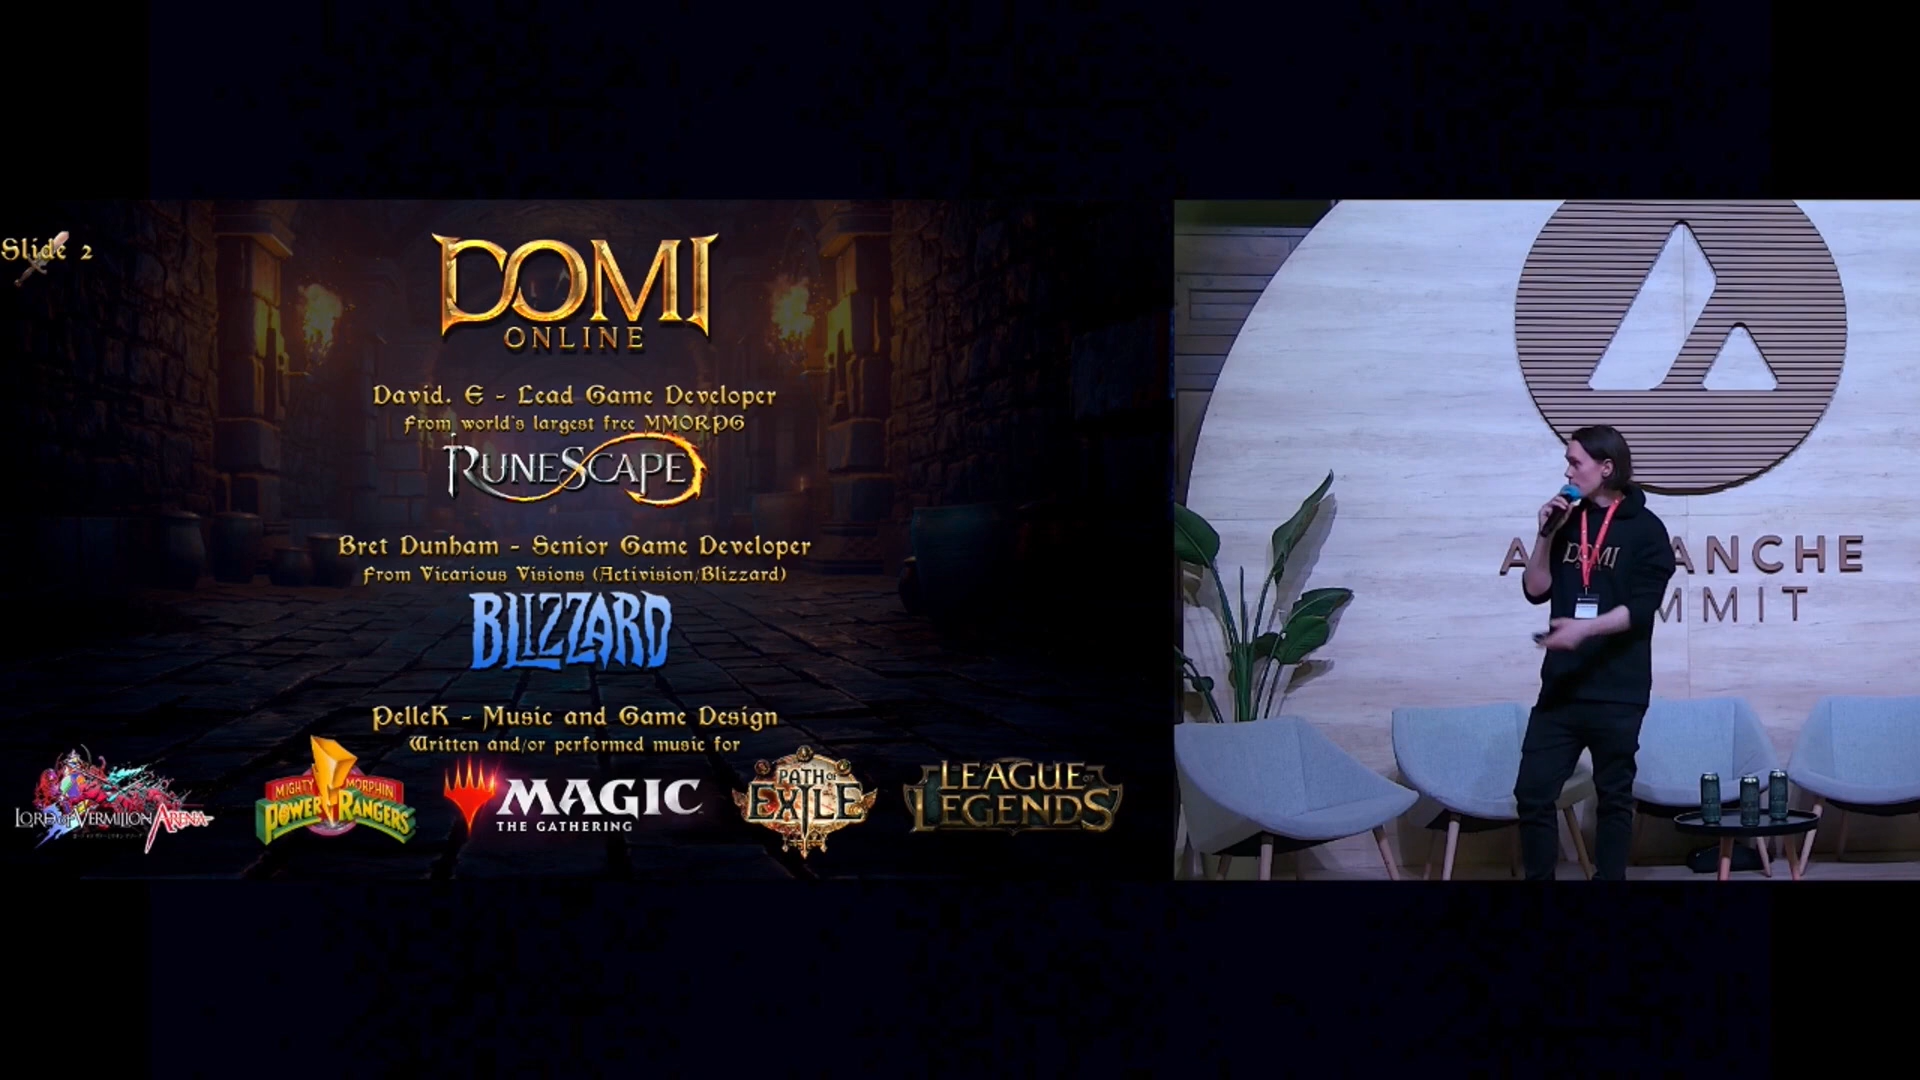 Slide 2
DOMI
ONLINE
David. E - Lead Game Developer
From world's largest free MMORPG
RUNESCAPE
Bret Dunham - Senior Game Developer
From Vicarious Visions (Activision/Blizzard)
BLIZZARD
PelleK - Music and Game Design
Written and/or performed music for
LORD OF VERMILION ARENA
MIGHTY MORPHIN
POWER RANGERS
MAGIC
THE GATHERING
PATH OF
EXILE
LEAGUE OF
LEGENDS
DOMI
A ANCHE
MMIT